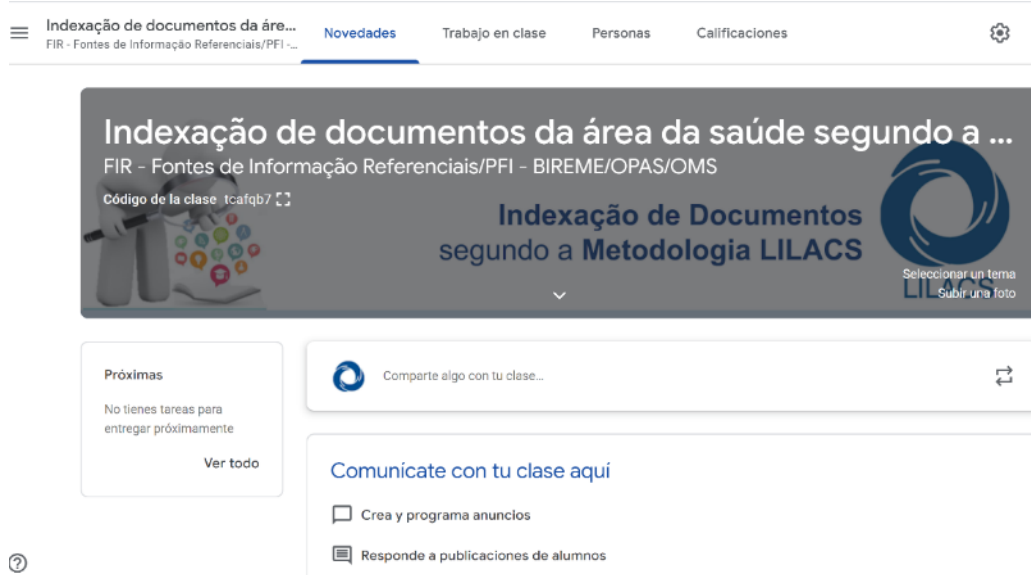 Indexação de documentos da áre...
FIR - Fontes de Informação Referenciais/PFI -...
Novedades
Trabajo en clase
Personas
Calificaciones
Indexação de documentos da área da saúde segundo a ...
FIR - Fontes de Informação Referenciais/PFI - BIREME/OPAS/OMS
Código de la clase tcafqb7
Indexação de Documentos
segundo a Metodologia LILACS
Seleccionar un tema
LILACS
Subir una foto
Próximas
No tienes tareas para
entregar próximamente
Ver todo
Comparte algo con tu clase...
Comunícate con tu clase aquí
Crea y programa anuncios
Responde a publicaciones de alumnos